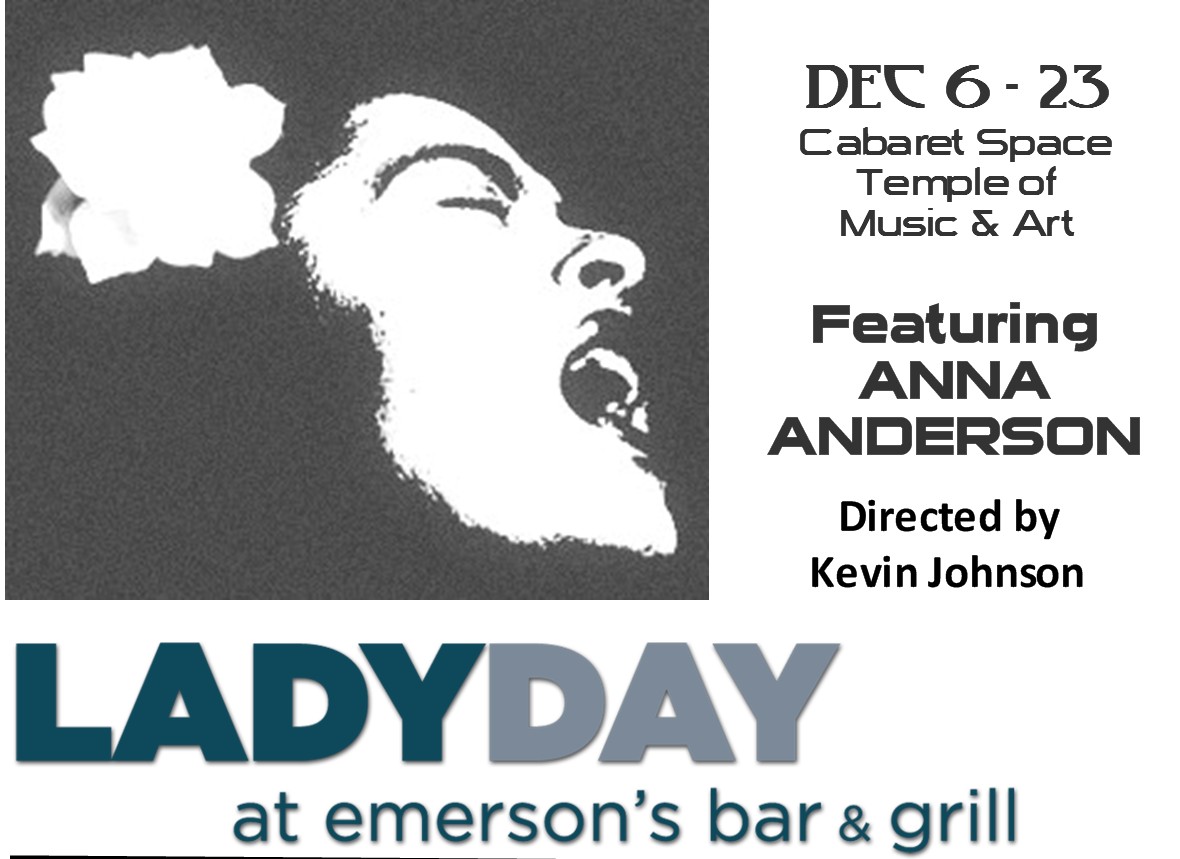 DEC 6 - 23
Cabaret Space
Temple of
Music & Art
Featuring
ANNA
ANDERSON
Directed by
Kevin Johnson
LADYDAY
at emerson's bar & grill